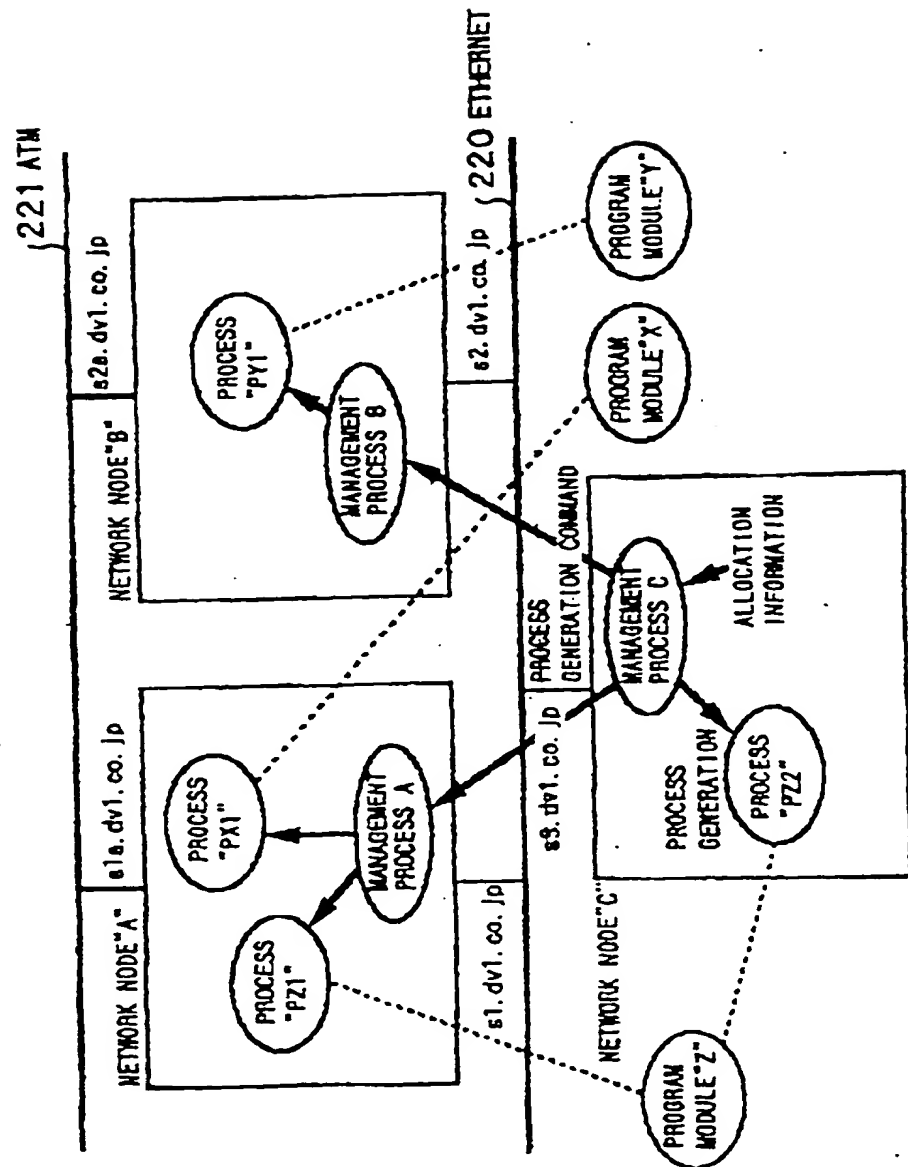 221 ATM
NETWORK NODE"A"
s1a.dv1.co.jp
NETWORK NODE"B"
s2a.dv1.co.jp
PROCESS
"PZ1"
PROCESS
"PX1"
MANAGEMENT
PROCESS A
PROCESS
"PY1"
MANAGEMENT
PROCESS B
s1.dv1.co.jp
s2.dv1.co.jp
220 ETHERNET
NETWORK NODE"C"
s3.dv1.co.jp
PROCESS
GENERATION COMMAND
MANAGEMENT
PROCESS C
PROCESS
GENERATION
PROCESS
"PZ2"
ALLOCATION
INFORMATION
PROGRAM
MODULE"Z"
PROGRAM
MODULE"X"
PROGRAM
MODULE"Y"